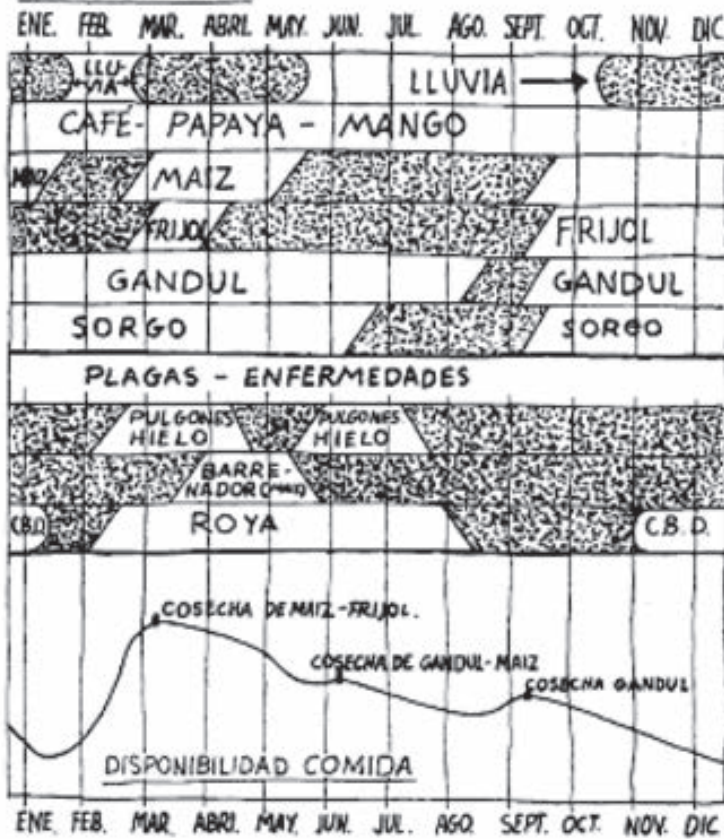 ENE. FEB. MAR. ABRI. MAY. JUN. JUL. AGO. SEPT. OCT. NOV. DIC.
LLU-
VIA
LLUVIA
CAFÉ - PAPAYA - MANGO
MAIZ
FRIJOL FRIJOL
GANDUL GANDUL
SORGO SORGO
PLAGAS - ENFERMEDADES
PULGONES
HIELO
PULGONES
HIELO
BARRE-
NADOR
C.B.D. ROYA C.B.D.
COSECHA DE MAIZ-FRIJOL.
COSECHA DE GANDUL-MAIZ
COSECHA GANDUL
DISPONIBILIDAD COMIDA
ENE. FEB. MAR. ABRI. MAY. JUN. JUL. AGO. SEPT. OCT. NOV. DIC.